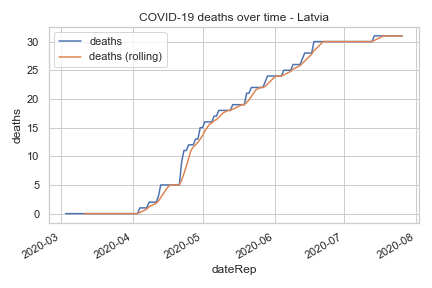 COVID-19 deaths over time - Latvia
deaths
deaths (rolling)
30
25
20
15
10
5
0
deaths
2020-03
2020-04
2020-05
2020-06
2020-07
2020-08
dateRep